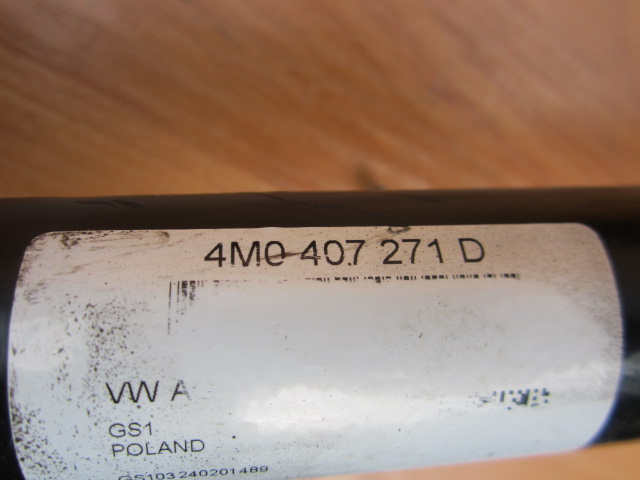 4M0 407 271 D
VW A
GS1
POLAND
GS103 240201489